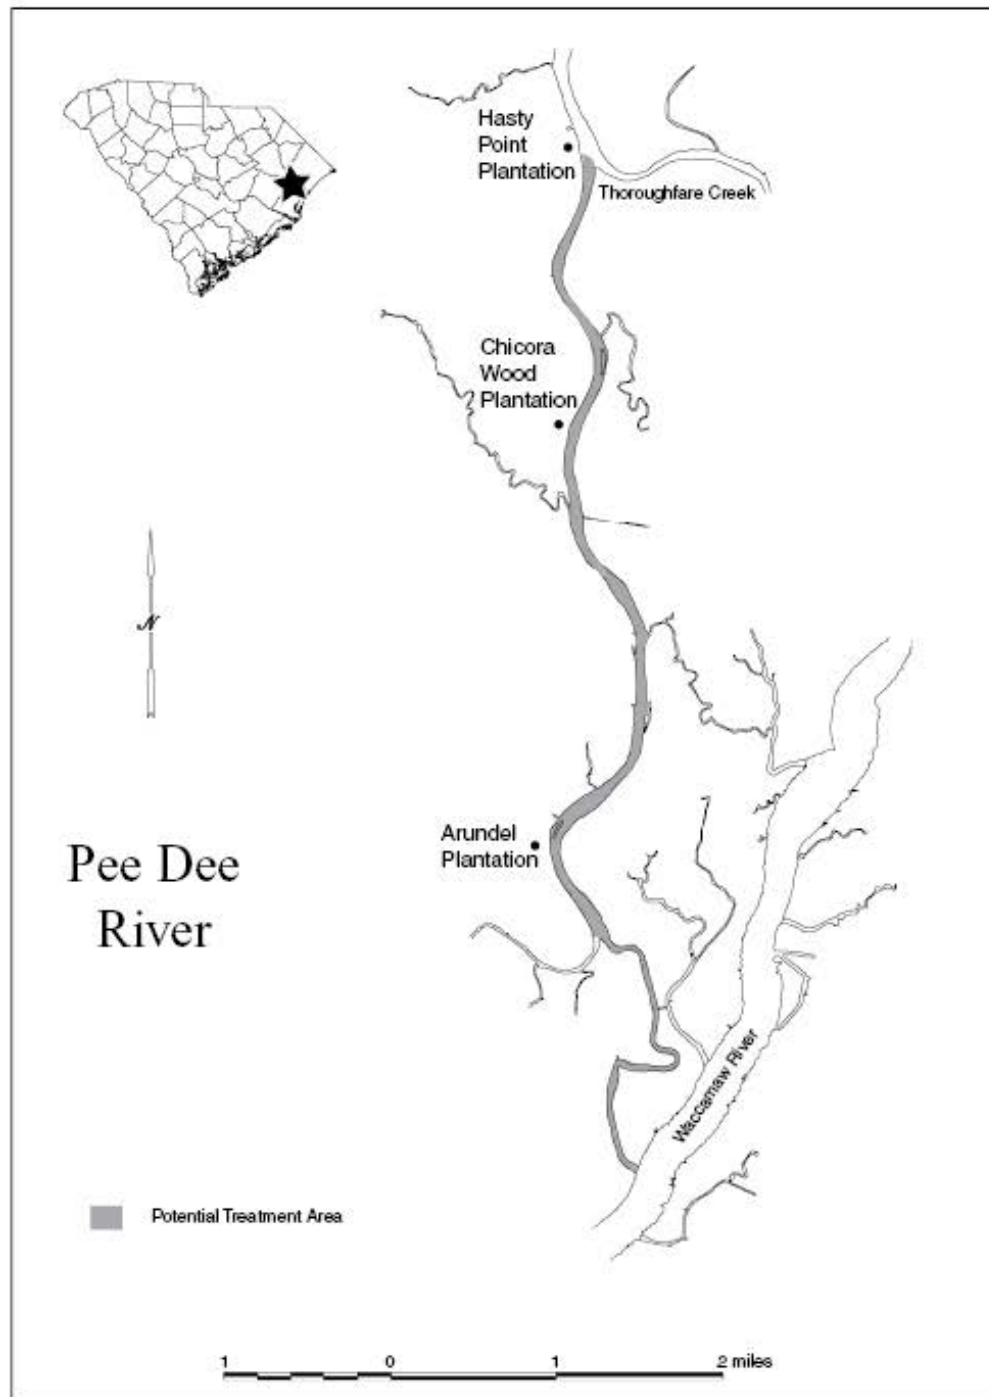 Hasty
Point
Plantation
Thoroughfare Creek
Chicora
Wood
Plantation
N
Arundel
Plantation
Pee Dee
River
Waccamaw River
Potential Treatment Area
1 0 1 2 miles